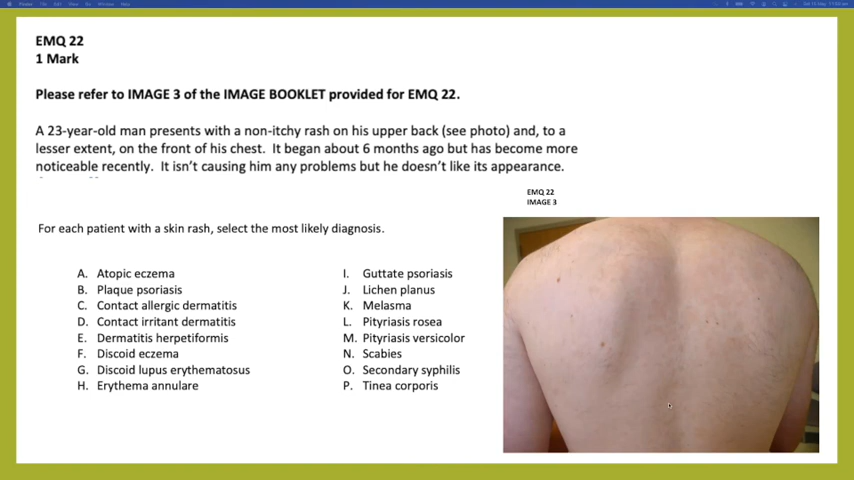 EMQ 22
1 Mark
Please refer to IMAGE 3 of the IMAGE BOOKLET provided for EMQ 22.
A 23-year-old man presents with a non-itchy rash on his upper back (see photo) and, to a
lesser extent, on the front of his chest.  It began about 6 months ago but has become more
noticeable recently.  It isn't causing him any problems but he doesn't like its appearance.
EMQ 22
IMAGE 3
For each patient with a skin rash, select the most likely diagnosis.
A. Atopic eczema
B. Plaque psoriasis
C. Contact allergic dermatitis
D. Contact irritant dermatitis
E. Dermatitis herpetiformis
F. Discoid eczema
G. Discoid lupus erythematosus
H. Erythema annulare
I. Guttate psoriasis
J. Lichen planus
K. Melasma
L. Pityriasis rosea
M. Pityriasis versicolor
N. Scabies
O. Secondary syphilis
P. Tinea corporis